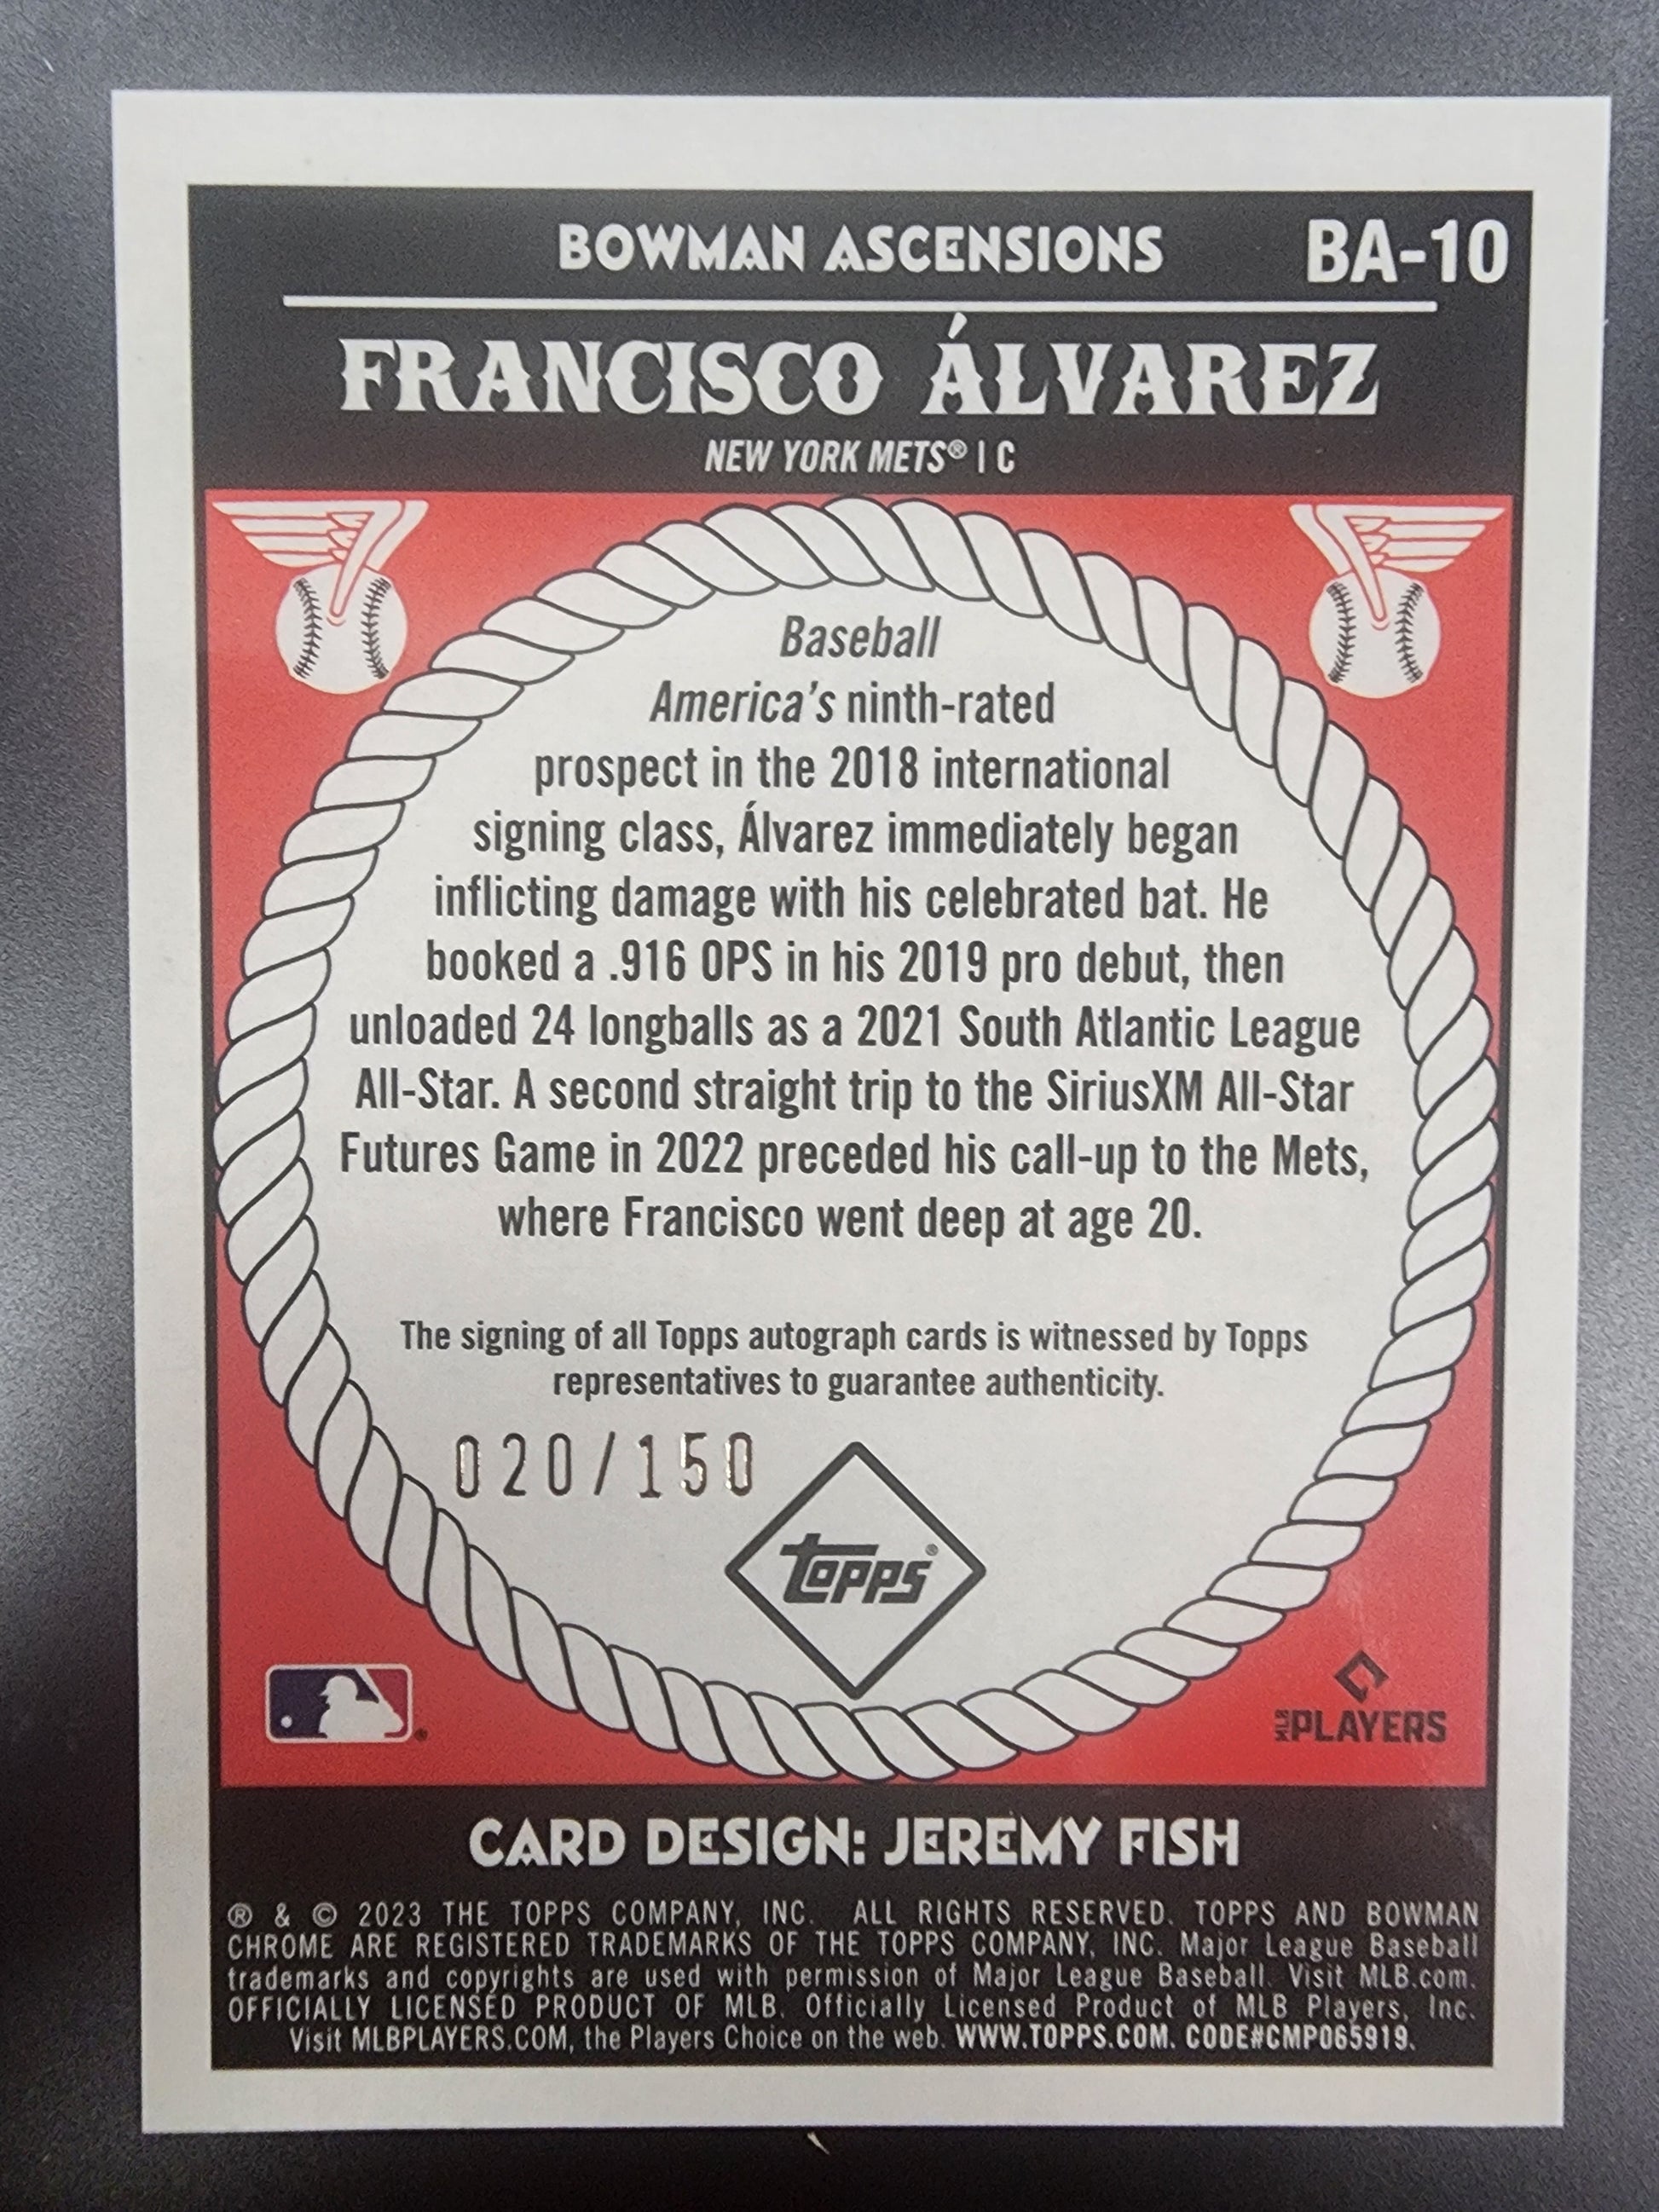 BOWMAN ASCENSIONS BA-10
FRANCISCO ÁLVAREZ
NEW YORK METS® | C
Baseball
America's ninth-rated
prospect in the 2018 international
signing class, Álvarez immediately began
inflicting damage with his celebrated bat. He
booked a .916 OPS in his 2019 pro debut, then
unloaded 24 longballs as a 2021 South Atlantic League
All-Star. A second straight trip to the SiriusXM All-Star
Futures Game in 2022 preceded his call-up to the Mets,
where Francisco went deep at age 20.
The signing of all Topps autograph cards is witnessed by Topps
representatives to guarantee authenticity.
020/150
topps®
®
MLB PLAYERS
CARD DESIGN: JEREMY FISH
® & © 2023 THE TOPPS COMPANY, INC. ALL RIGHTS RESERVED. TOPPS AND BOWMAN
CHROME ARE REGISTERED TRADEMARKS OF THE TOPPS COMPANY, INC. Major League Baseball
trademarks and copyrights are used with permission of Major League Baseball. Visit MLB.com.
OFFICIALLY LICENSED PRODUCT OF MLB. Officially Licensed Product of MLB Players, Inc.
Visit MLBPLAYERS.COM, the Players Choice on the web. WWW.TOPPS.COM. CODE#CMP065919.